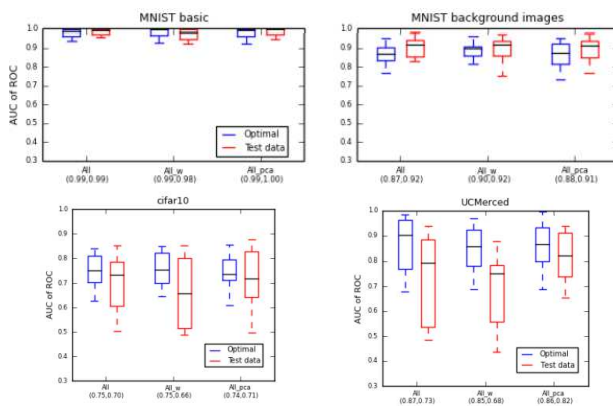 MNIST basic
1.0
0.9
0.8
0.7
0.6
0.5
0.4
0.3
AUC of ROC
Optimal
Test data
All
(0.99,0.99)
All_w
(0.99,0.98)
All_pca
(0.99,1.00)
MNIST background images
1.0
0.9
0.8
0.7
0.6
0.5
0.4
0.3
Optimal
Test data
All
(0.87,0.92)
All_w
(0.90,0.92)
All_pca
(0.88,0.91)
cifar10
1.0
0.9
0.8
0.7
0.6
0.5
0.4
0.3
AUC of ROC
Optimal
Test data
All
(0.75,0.70)
All_w
(0.75,0.66)
All_pca
(0.74,0.71)
UCMerced
1.0
0.9
0.8
0.7
0.6
0.5
0.4
0.3
AUC of ROC
Optimal
Test data
All
(0.87,0.73)
All_w
(0.85,0.68)
All_pca
(0.86,0.82)